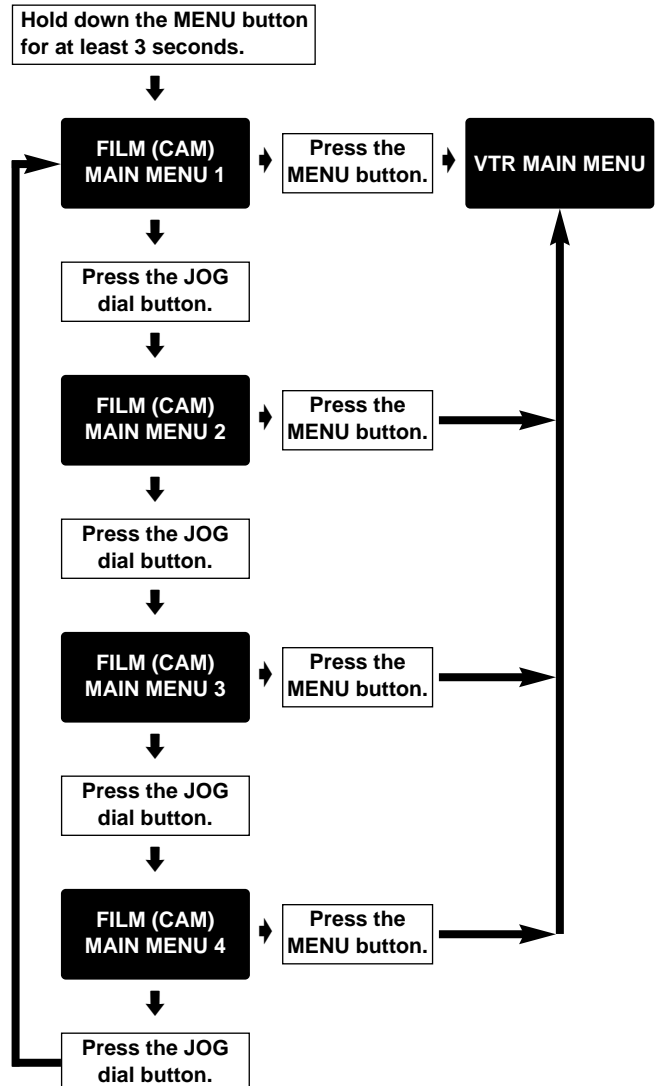 Hold down the MENU button
for at least 3 seconds.
FILM (CAM)
MAIN MENU 1
Press the
MENU button.
VTR MAIN MENU
Press the JOG
dial button.
FILM (CAM)
MAIN MENU 2
Press the
MENU button.
Press the JOG
dial button.
FILM (CAM)
MAIN MENU 3
Press the
MENU button.
Press the JOG
dial button.
FILM (CAM)
MAIN MENU 4
Press the
MENU button.
Press the JOG
dial button.